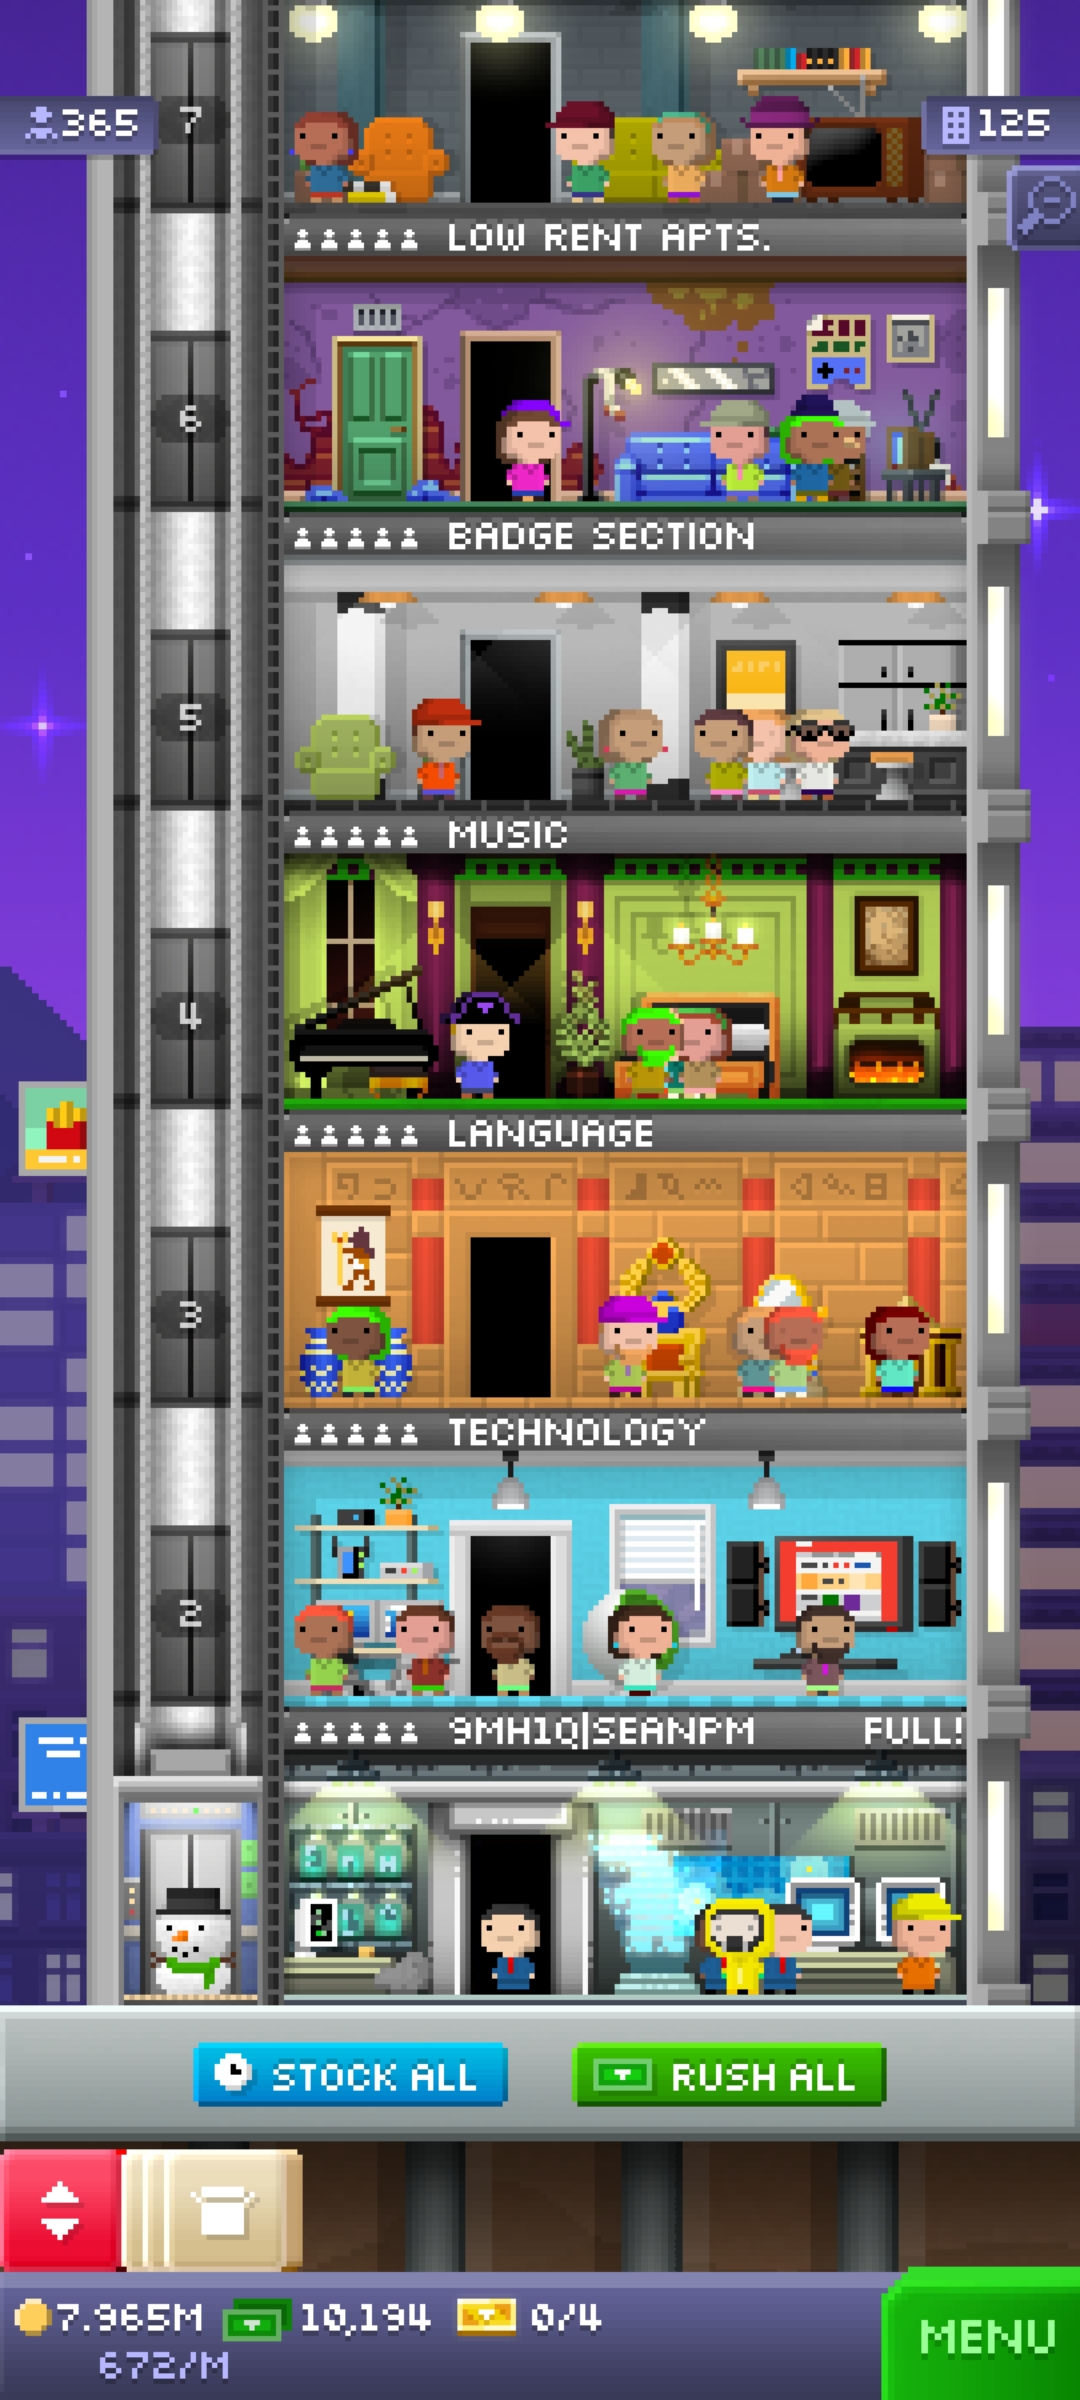 7
365
125
LOW RENT APTS.
6
BADGE SECTION
5
MUSIC
4
LANGUAGE
3
TECHNOLOGY
2
9MH1Q|SEANPM FULL!
STOCK ALL
RUSH ALL
7.965M 10,194 0/4
672/M
MENU